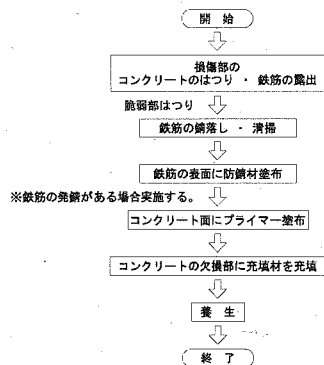 開 始
損傷部の
コンクリートのはつり ・ 鉄筋の露出
脆弱部はつり
鉄筋の錆落し ・ 清掃
鉄筋の表面に防錆材塗布
※鉄筋の発錆がある場合実施する。
コンクリート面にプライマー塗布
コンクリートの欠損部に充填材を充填
養 生
終 了